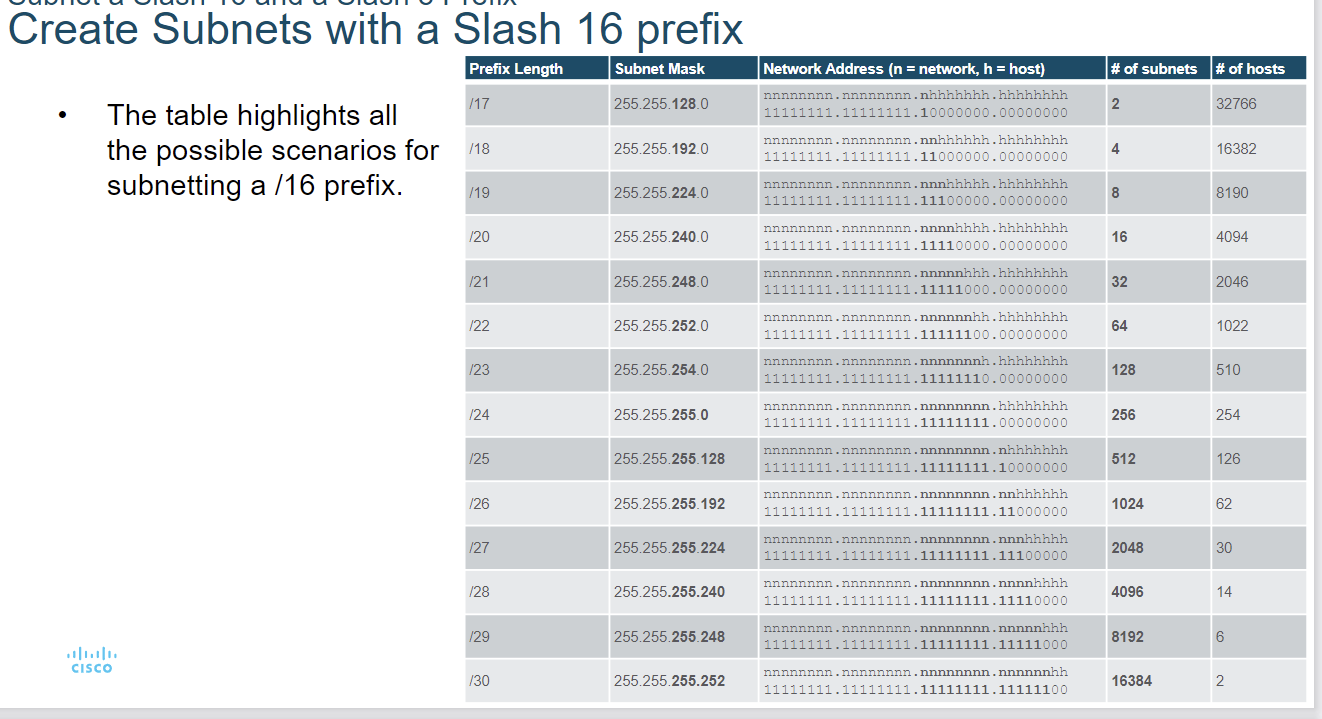 Subnet a Slash 16 and a Slash 8 Prefix
Create Subnets with a Slash 16 prefix
• The table highlights all
the possible scenarios for
subnetting a /16 prefix.
Prefix Length Subnet Mask Network Address (n = network, h = host) # of subnets # of hosts
/17 255.255.128.0 nnnnnnnn.nnnnnnnn.nhhhhhhh.hhhhhhhh 2 32766
11111111.11111111.10000000.00000000
/18 255.255.192.0 nnnnnnnn.nnnnnnnn.nnhhhhhh.hhhhhhhh 4 16382
11111111.11111111.11000000.00000000
/19 255.255.224.0 nnnnnnnn.nnnnnnnn.nnnhhhhh.hhhhhhhh 8 8190
11111111.11111111.11100000.00000000
/20 255.255.240.0 nnnnnnnn.nnnnnnnn.nnnnhhhh.hhhhhhhh 16 4094
11111111.11111111.11110000.00000000
/21 255.255.248.0 nnnnnnnn.nnnnnnnn.nnnnnhhh.hhhhhhhh 32 2046
11111111.11111111.11111000.00000000
/22 255.255.252.0 nnnnnnnn.nnnnnnnn.nnnnnnhh.hhhhhhhh 64 1022
11111111.11111111.11111100.00000000
/23 255.255.254.0 nnnnnnnn.nnnnnnnn.nnnnnnnh.hhhhhhhh 128 510
11111111.11111111.11111110.00000000
/24 255.255.255.0 nnnnnnnn.nnnnnnnn.nnnnnnnn.hhhhhhhh 256 254
11111111.11111111.11111111.00000000
/25 255.255.255.128 nnnnnnnn.nnnnnnnn.nnnnnnnn.nhhhhhhh 512 126
11111111.11111111.11111111.10000000
/26 255.255.255.192 nnnnnnnn.nnnnnnnn.nnnnnnnn.nnhhhhhh 1024 62
11111111.11111111.11111111.11000000
/27 255.255.255.224 nnnnnnnn.nnnnnnnn.nnnnnnnn.nnnhhhhh 2048 30
11111111.11111111.11111111.11100000
/28 255.255.255.240 nnnnnnnn.nnnnnnnn.nnnnnnnn.nnnnhhhh 4096 14
11111111.11111111.11111111.11110000
/29 255.255.255.248 nnnnnnnn.nnnnnnnn.nnnnnnnn.nnnnnhhh 8192 6
11111111.11111111.11111111.11111000
/30 255.255.255.252 nnnnnnnn.nnnnnnnn.nnnnnnnn.nnnnnnhh 16384 2
11111111.11111111.11111111.11111100
CISCO